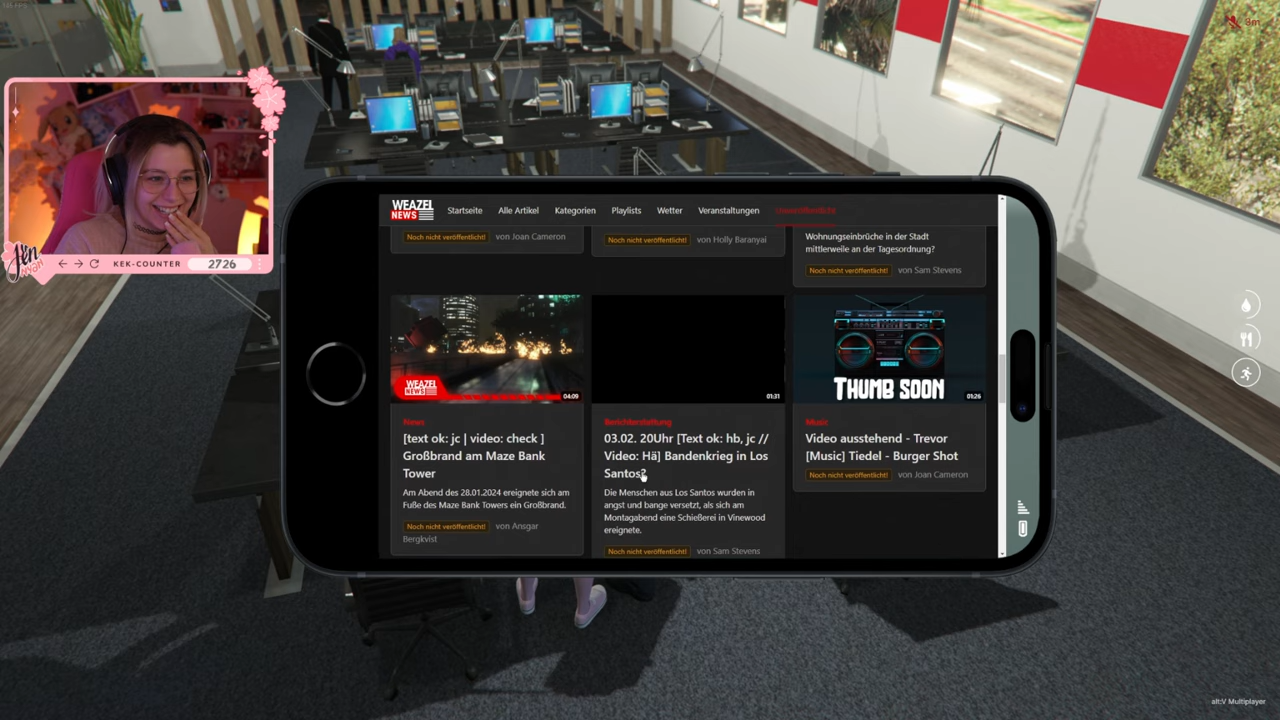 8m
WEAZEL
NEWS
Startseite
Alle Artikel
Kategorien
Playlists
Wetter
Veranstaltungen
Unveröffentlicht
Noch nicht veröffentlicht!
von Joan Cameron
Noch nicht veröffentlicht!
von Holly Baranyai
Wohnungseinbrüche in der Stadt
mittlerweile an der Tagesordnung?
Noch nicht veröffentlicht!
von Sam Stevens
WEAZEL
NEWS
04:09
News
[text ok: jc | video: check ]
Großbrand am Maze Bank
Tower
Am Abend des 28.01.2024 ereignete sich am
Fuße des Maze Bank Towers ein Großbrand.
Noch nicht veröffentlicht!
von Ansgar
Bergkvist
01:31
Berichterstattung
03.02. 20Uhr [Text ok: hb, jc //
Video: Hä] Bandenkrieg in Los
Santos?
Die Menschen aus Los Santos wurden in
angst und bange versetzt, als sich am
Montagabend eine Schießerei in Vinewood
ereignete.
Noch nicht veröffentlicht!
von Sam Stevens
THUMB SOON
01:26
Music
Video ausstehend - Trevor
[Music] Tiedel - Burger Shot
Noch nicht veröffentlicht!
von Joan Cameron
Jen
nyan
KEK-COUNTER
2726
alt:V Multiplayer